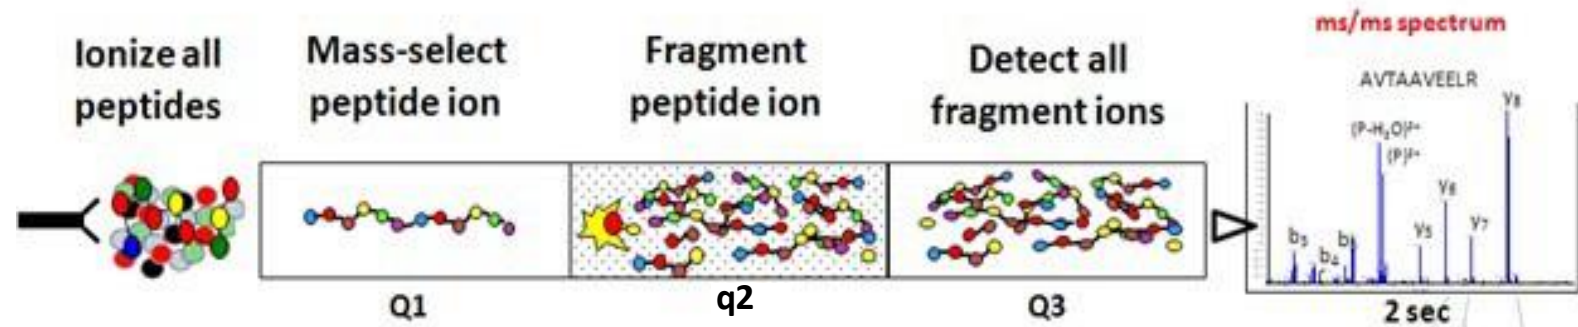 Ionize all
peptides
Mass-select
peptide ion
Fragment
peptide ion
Detect all
fragment ions
ms/ms spectrum
AVTAAVEELR
y₈
(P-H₂O)²⁺
(P)²⁺
y₆
b₃
b₄
y₅
y₇
Q1
q2
Q3
2 sec